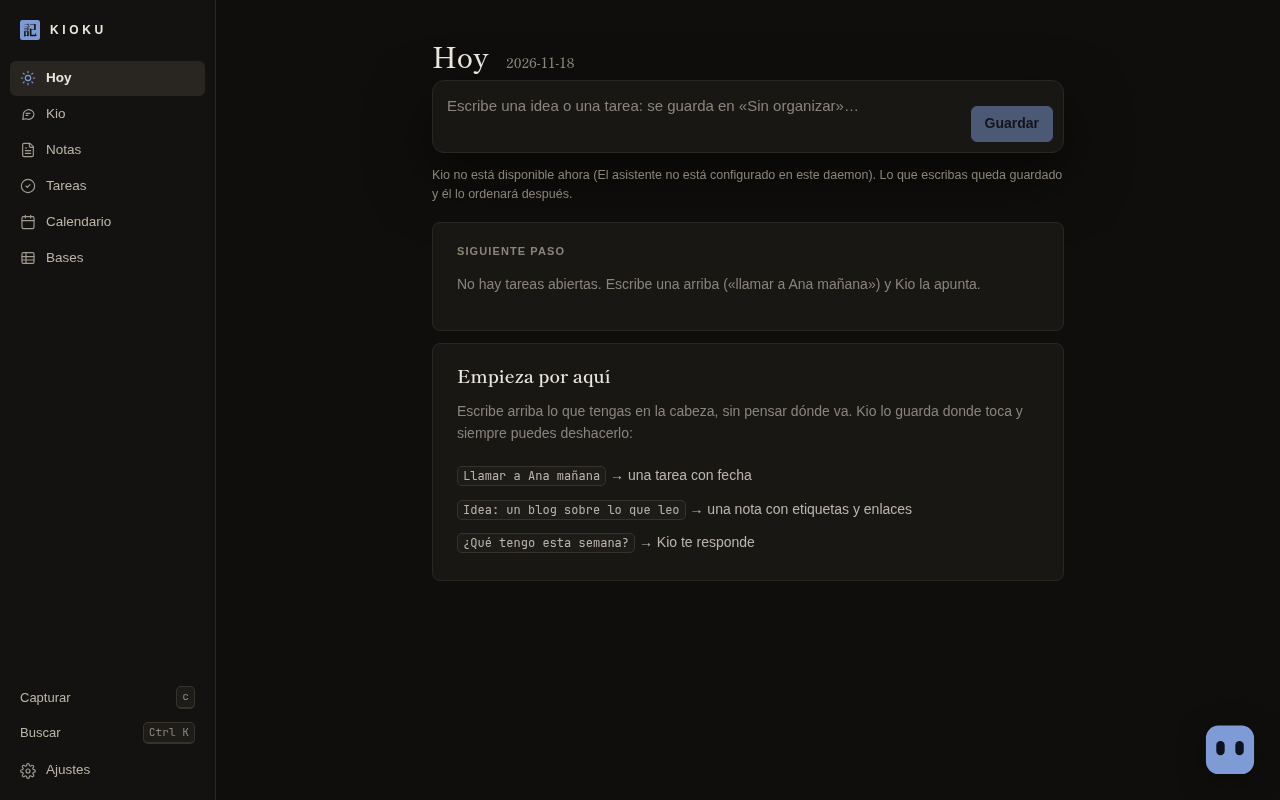 記 KIOKU
Hoy
Kio
Notas
Tareas
Calendario
Bases
Capturar C
Buscar Ctrl K
Ajustes
Hoy 2026-11-18
Escribe una idea o una tarea: se guarda en «Sin organizar»…
Guardar
Kio no está disponible ahora (El asistente no está configurado en este daemon). Lo que escribas queda guardado
y él lo ordenará después.
SIGUIENTE PASO
No hay tareas abiertas. Escribe una arriba («llamar a Ana mañana») y Kio la apunta.
Empieza por aquí
Escribe arriba lo que tengas en la cabeza, sin pensar dónde va. Kio lo guarda donde toca y
siempre puedes deshacerlo:
Llamar a Ana mañana → una tarea con fecha
Idea: un blog sobre lo que leo → una nota con etiquetas y enlaces
¿Qué tengo esta semana? → Kio te responde